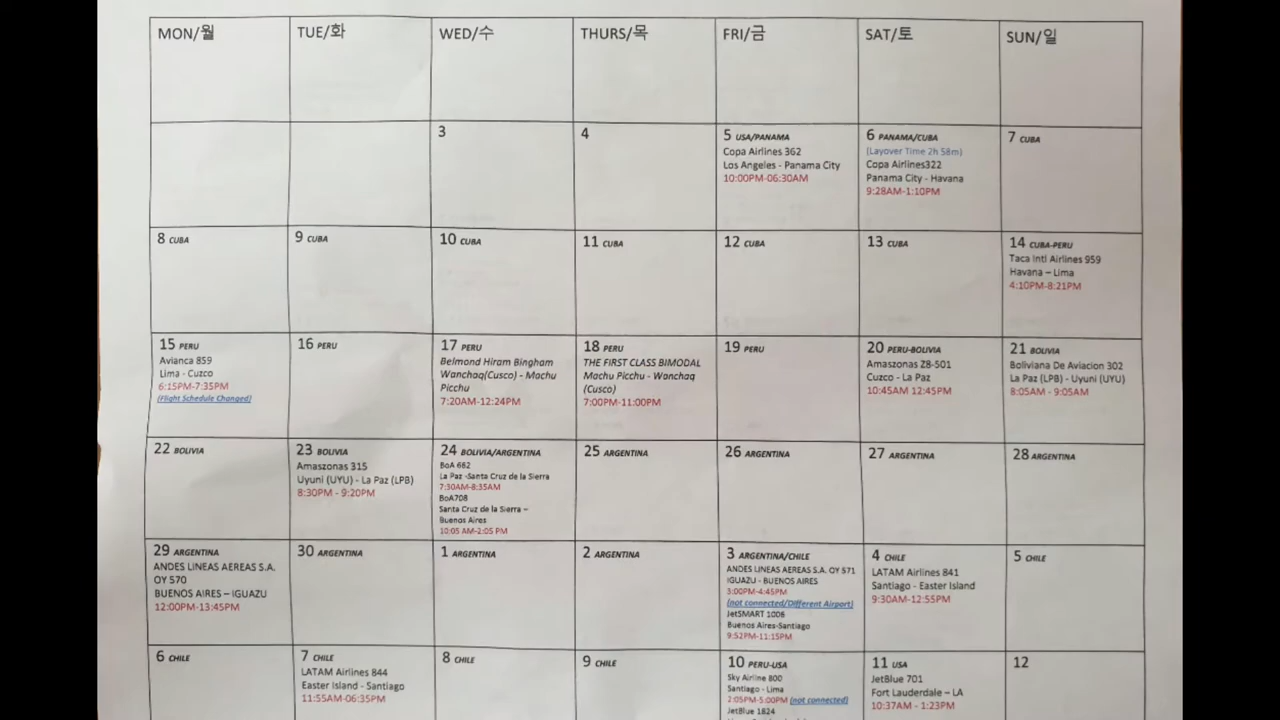 MON/월
TUE/화
WED/수
THURS/목
FRI/금
SAT/토
SUN/일
3
4
5 USA/PANAMA
Copa Airlines 362
Los Angeles - Panama City
10:00PM-06:30AM
6 PANAMA/CUBA
(Layover Time 2h 58m)
Copa Airlines322
Panama City - Havana
9:28AM-1:10PM
7 CUBA
8 CUBA
9 CUBA
10 CUBA
11 CUBA
12 CUBA
13 CUBA
14 CUBA-PERU
Taca Intl Airlines 959
Havana – Lima
4:10PM-8:21PM
15 PERU
Avianca 859
Lima - Cuzco
6:15PM-7:35PM
(Flight Schedule Changed)
16 PERU
17 PERU
Belmond Hiram Bingham
Wanchaq(Cusco) - Machu
Picchu
7:20AM-12:24PM
18 PERU
THE FIRST CLASS BIMODAL
Machu Picchu - Wanchaq
(Cusco)
7:00PM-11:00PM
19 PERU
20 PERU-BOLIVIA
Amaszonas Z8-501
Cuzco - La Paz
10:45AM 12:45PM
21 BOLIVIA
Boliviana De Aviacion 302
La Paz (LPB) - Uyuni (UYU)
8:05AM - 9:05AM
22 BOLIVIA
23 BOLIVIA
Amaszonas 315
Uyuni (UYU) - La Paz (LPB)
8:30PM - 9:20PM
24 BOLIVIA/ARGENTINA
BoA 662
La Paz -Santa Cruz de la Sierra
7:30AM-8:35AM
BoA708
Santa Cruz de la Sierra –
Buenos Aires
10:05 AM-2:05 PM
25 ARGENTINA
26 ARGENTINA
27 ARGENTINA
28 ARGENTINA
29 ARGENTINA
ANDES LINEAS AEREAS S.A.
OY 570
BUENOS AIRES – IGUAZU
12:00PM-13:45PM
30 ARGENTINA
1 ARGENTINA
2 ARGENTINA
3 ARGENTINA/CHILE
ANDES LINEAS AEREAS S.A. OY 571
IGUAZU - BUENOS AIRES
3:00PM-4:45PM
(not connected/Different Airport)
JetSMART 1006
Buenos Aires-Santiago
9:52PM-11:15PM
4 CHILE
LATAM Airlines 841
Santiago - Easter Island
9:30AM-12:55PM
5 CHILE
6 CHILE
7 CHILE
LATAM Airlines 844
Easter Island - Santiago
11:55AM-06:35PM
8 CHILE
9 CHILE
10 PERU-USA
Sky Airline 800
Santiago - Lima
2:05PM-5:00PM (not connected)
JetBlue 1824
11 USA
JetBlue 701
Fort Lauderdale – LA
10:37AM - 1:23PM
12